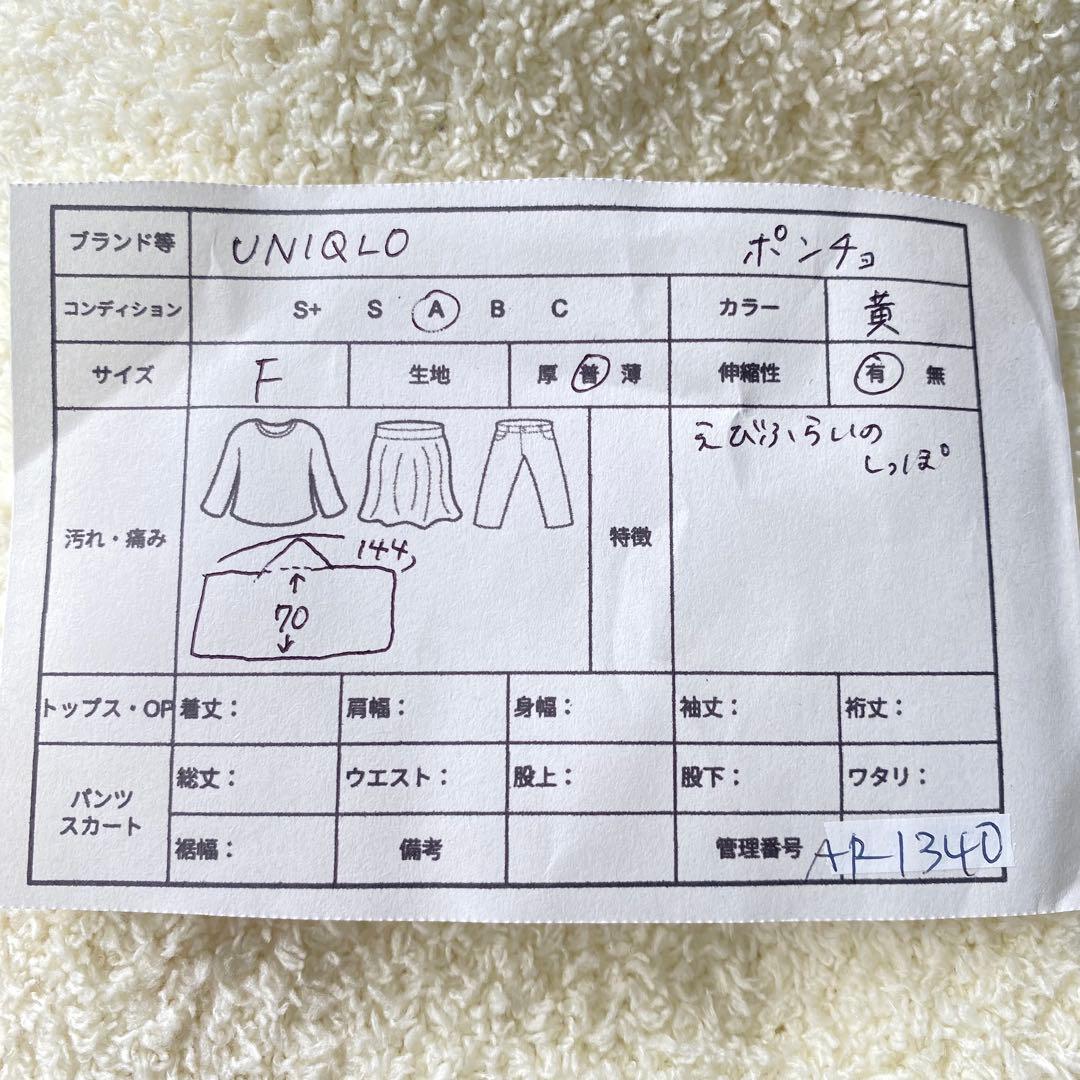 ブランド等 UNIQLO ポンチョ
コンディション S+ S A B C カラー 黄
サイズ F 生地 厚 普 薄 伸縮性 有 無
汚れ・痛み 特徴 えびふらいの
しっぽ
144
70
トップス・OP 着丈： 肩幅： 身幅： 袖丈： 裄丈：
パンツ
スカート
総丈： ウエスト： 股上： 股下： ワタリ：
裾幅： 備考 管理番号 AR-1340